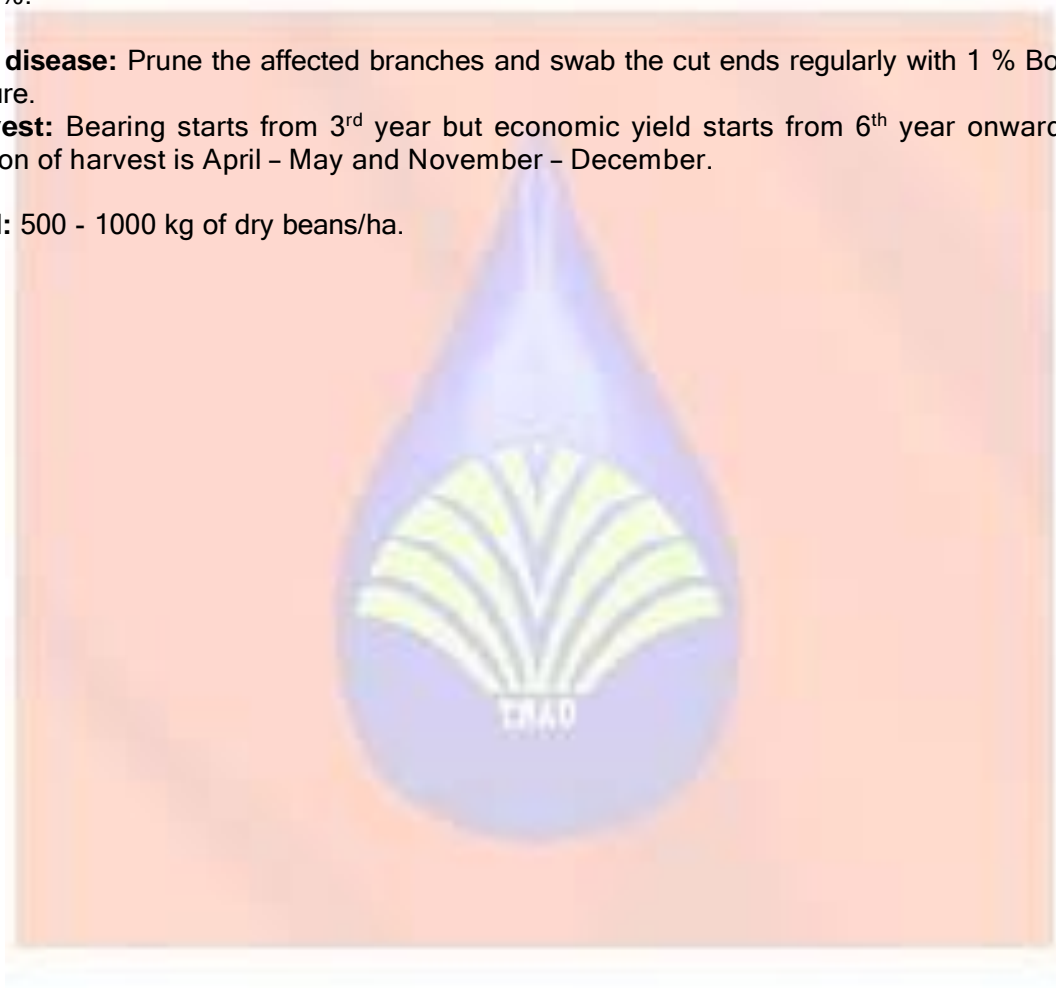 %.
disease: Prune the affected branches and swab the cut ends regularly with 1 % Bo
ure.
est: Bearing starts from 3rd year but economic yield starts from 6th year onward
on of harvest is April – May and November – December.
: 500 - 1000 kg of dry beans/ha.
TNAU